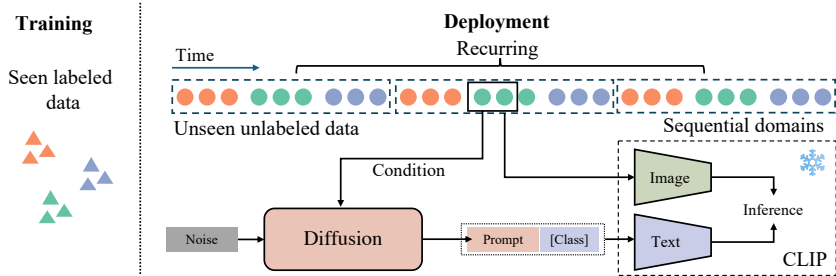 Training
Seen labeled
data
Deployment
Recurring
Time
Unseen unlabeled data
Sequential domains
Condition
Noise
Diffusion
Prompt
[Class]
Image
Text
Inference
CLIP